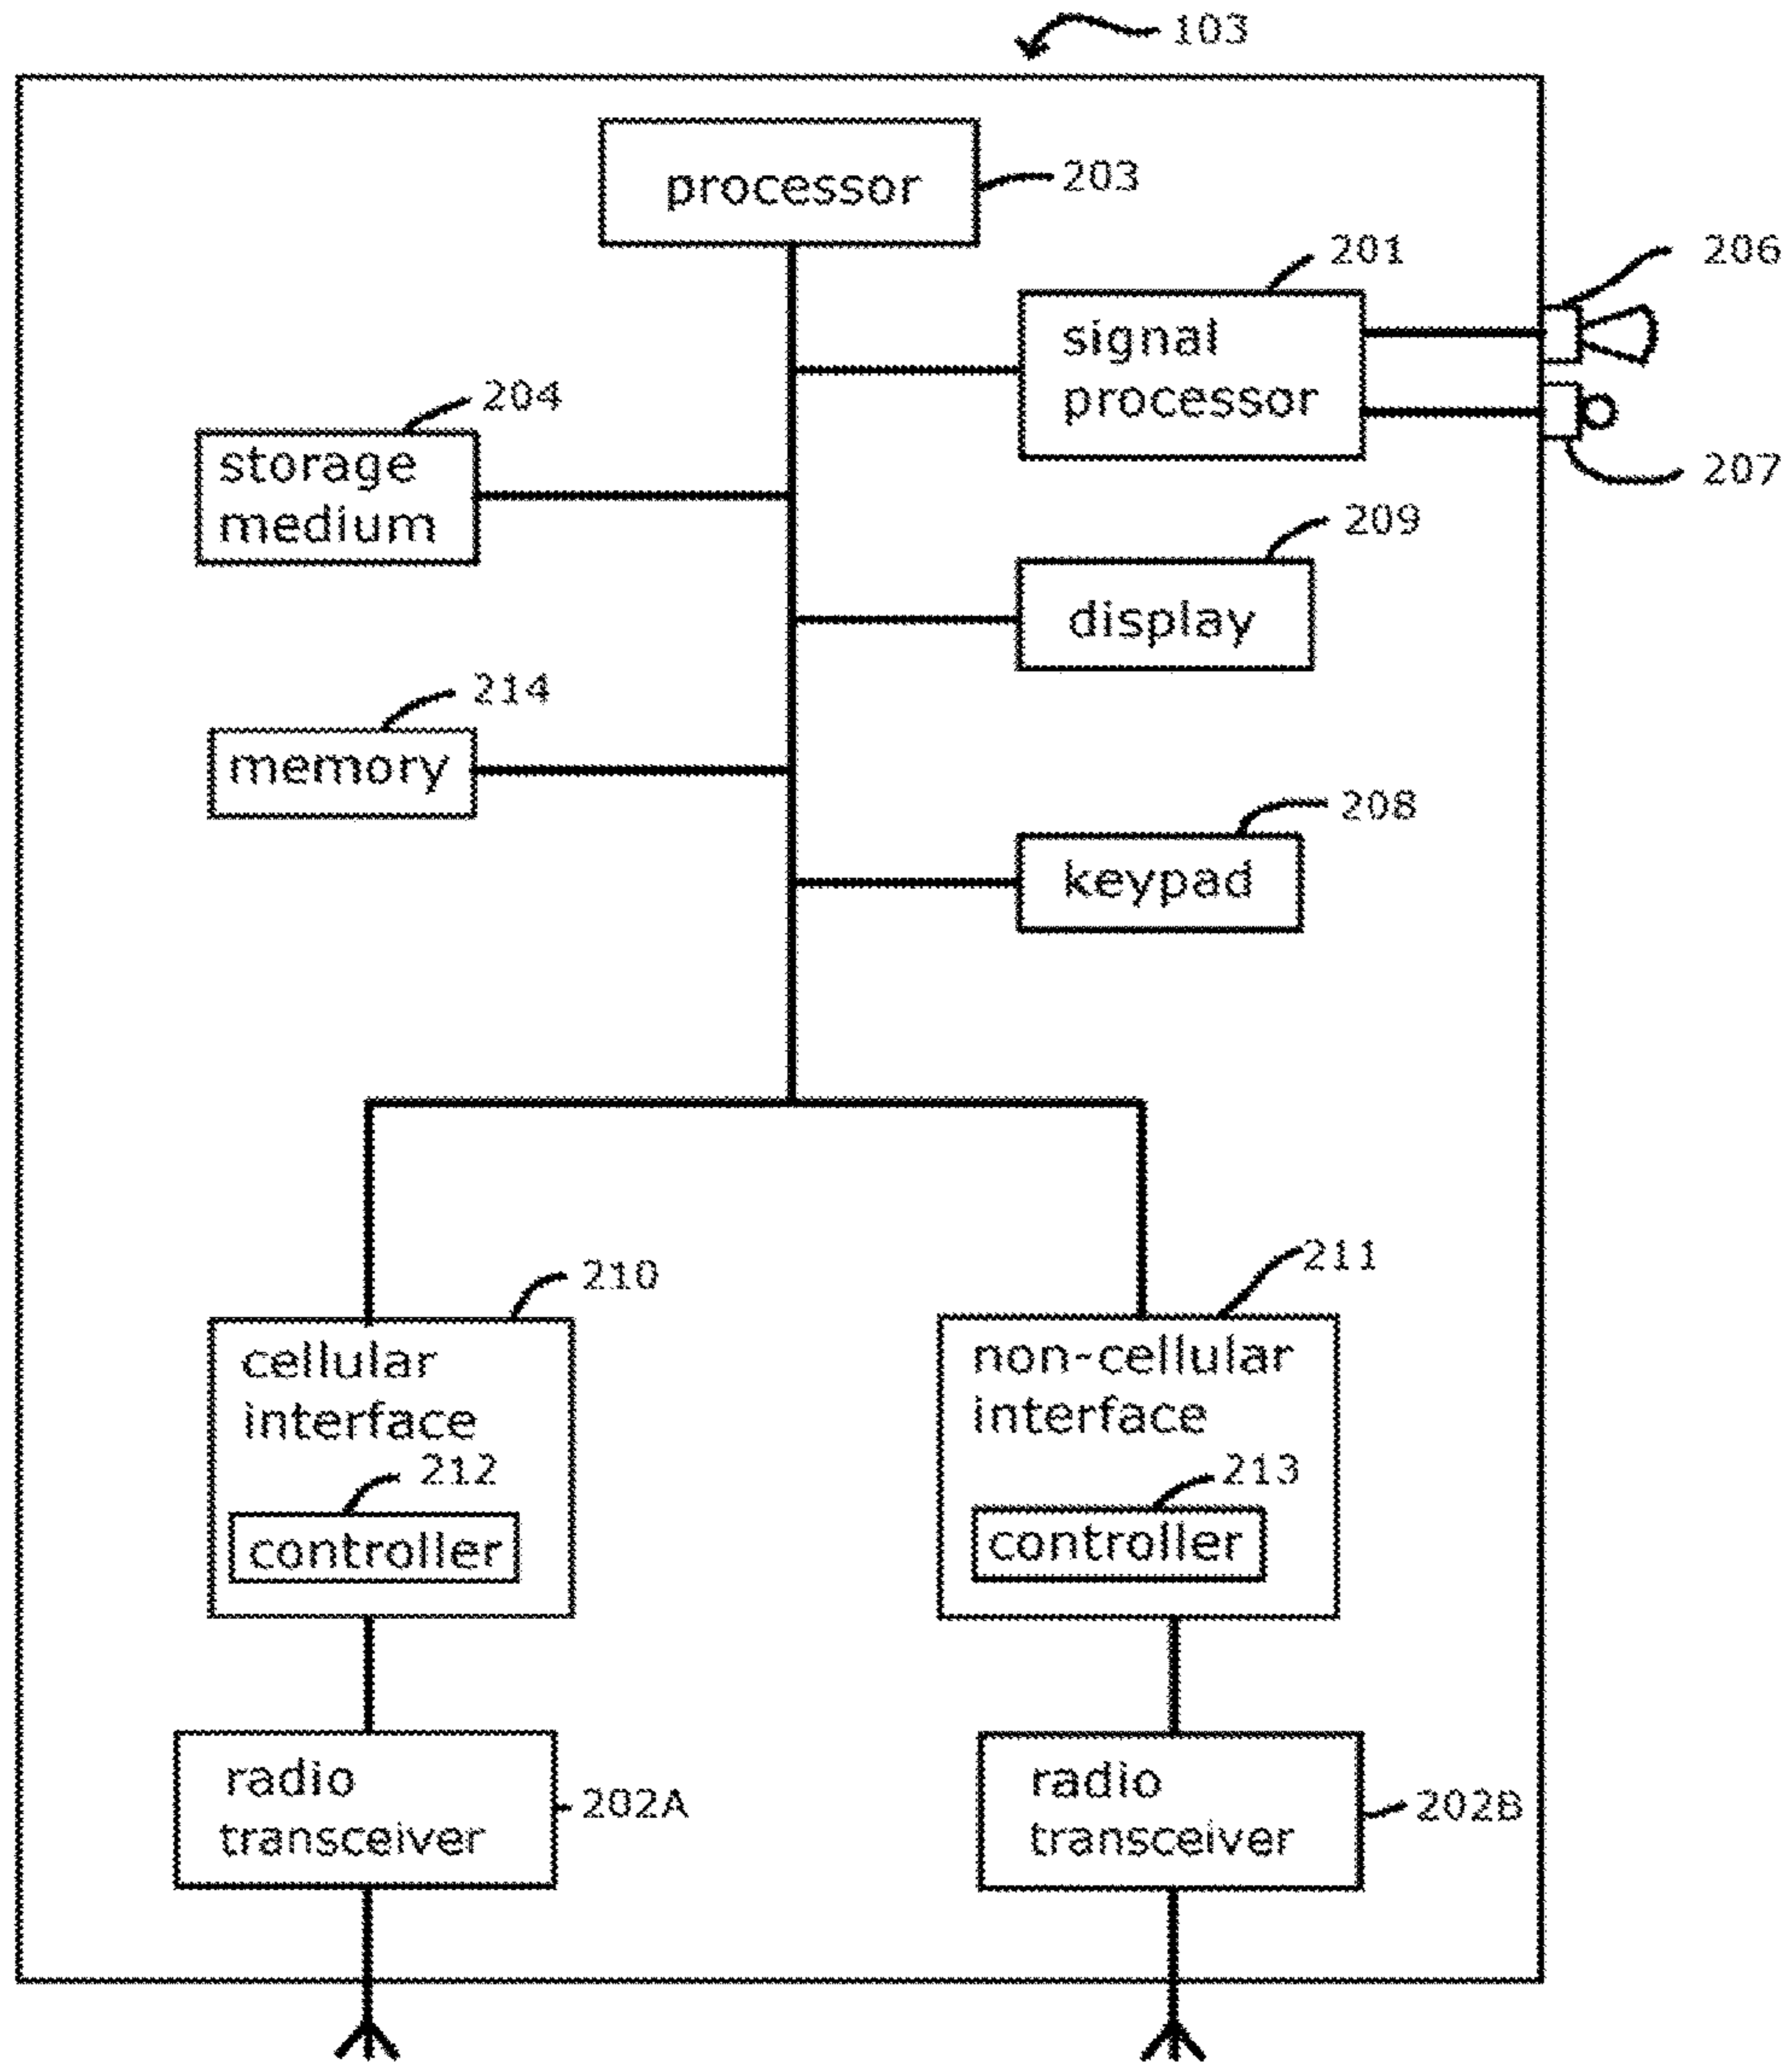 103
processor
203
201
206
signal
processor
204
storage
medium
207
209
display
214
memory
208
keypad
210
211
cellular
interface
non-cellular
interface
212
213
controller
controller
radio
transceiver
202A
radio
transceiver
202B